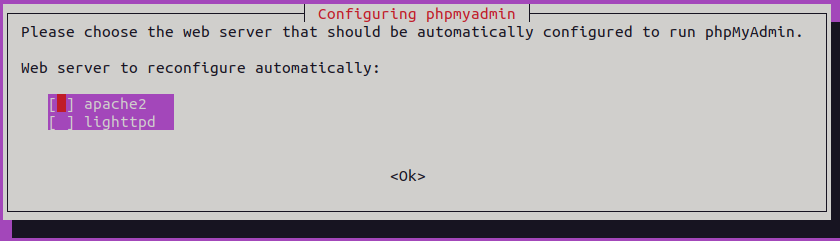 Configuring phpmyadmin
Please choose the web server that should be automatically configured to run phpMyAdmin.
Web server to reconfigure automatically:
[ ] apache2
[ ] lighttpd
<Ok>